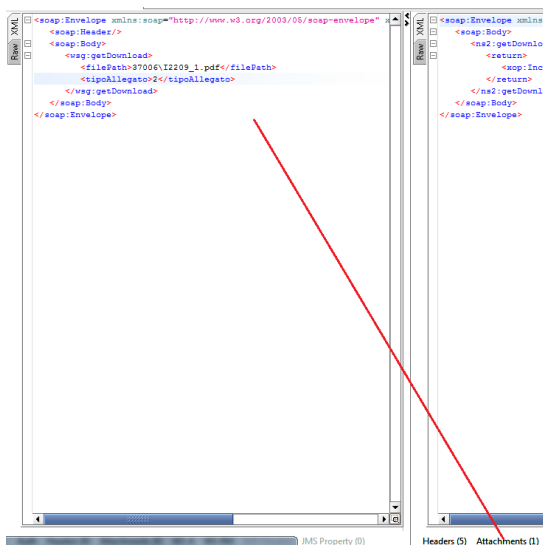 XML
Raw
<soap:Envelope xmlns:soap="http://www.w3.org/2003/05/soap-envelope" x
<soap:Header/>
<soap:Body>
<wsg:getDownload>
<filePath>37006\I2209_1.pdf</filePath>
<tipoAllegato>2</tipoAllegato>
</wsg:getDownload>
</soap:Body>
</soap:Envelope>
JMS Property (0)
XML
Raw
<soap:Envelope xmlns
<soap:Body>
<ns2:getDownlo
<return>
<xop:Inc
</return>
</ns2:getDownl
</soap:Body>
</soap:Envelope>
Headers (5) Attachments (1)